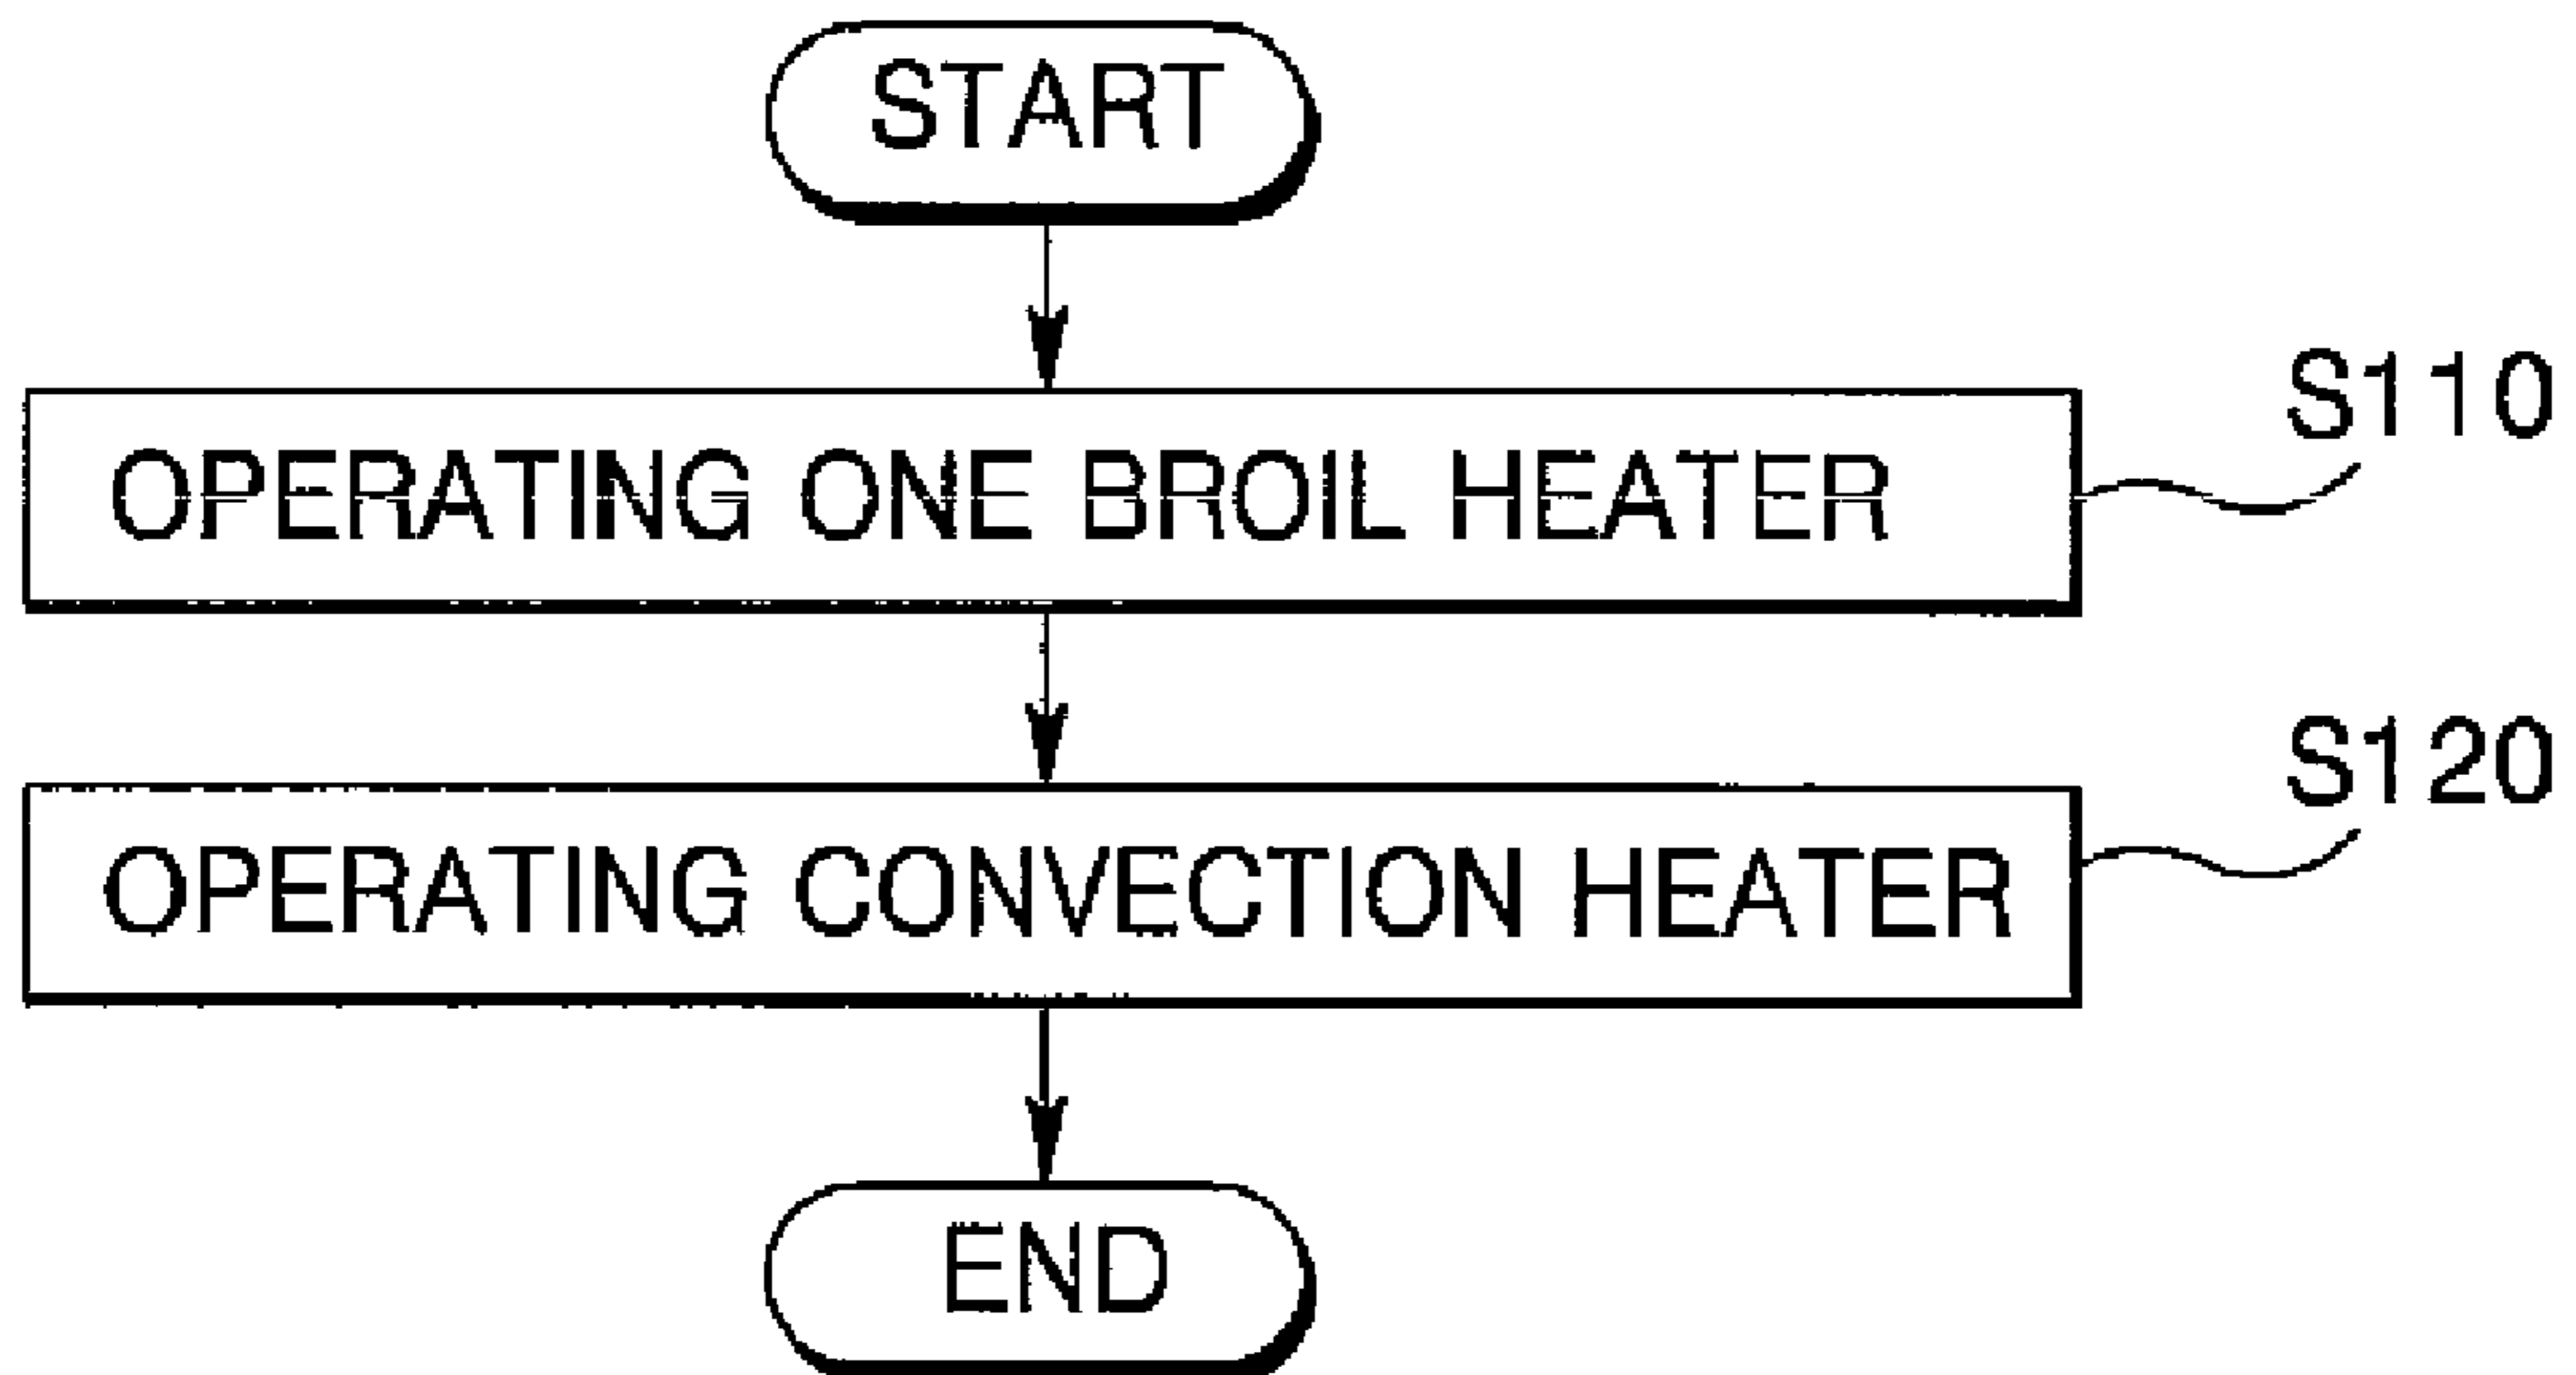 START
S110
OPERATING ONE BROIL HEATER
S120
OPERATING CONVECTION HEATER
END